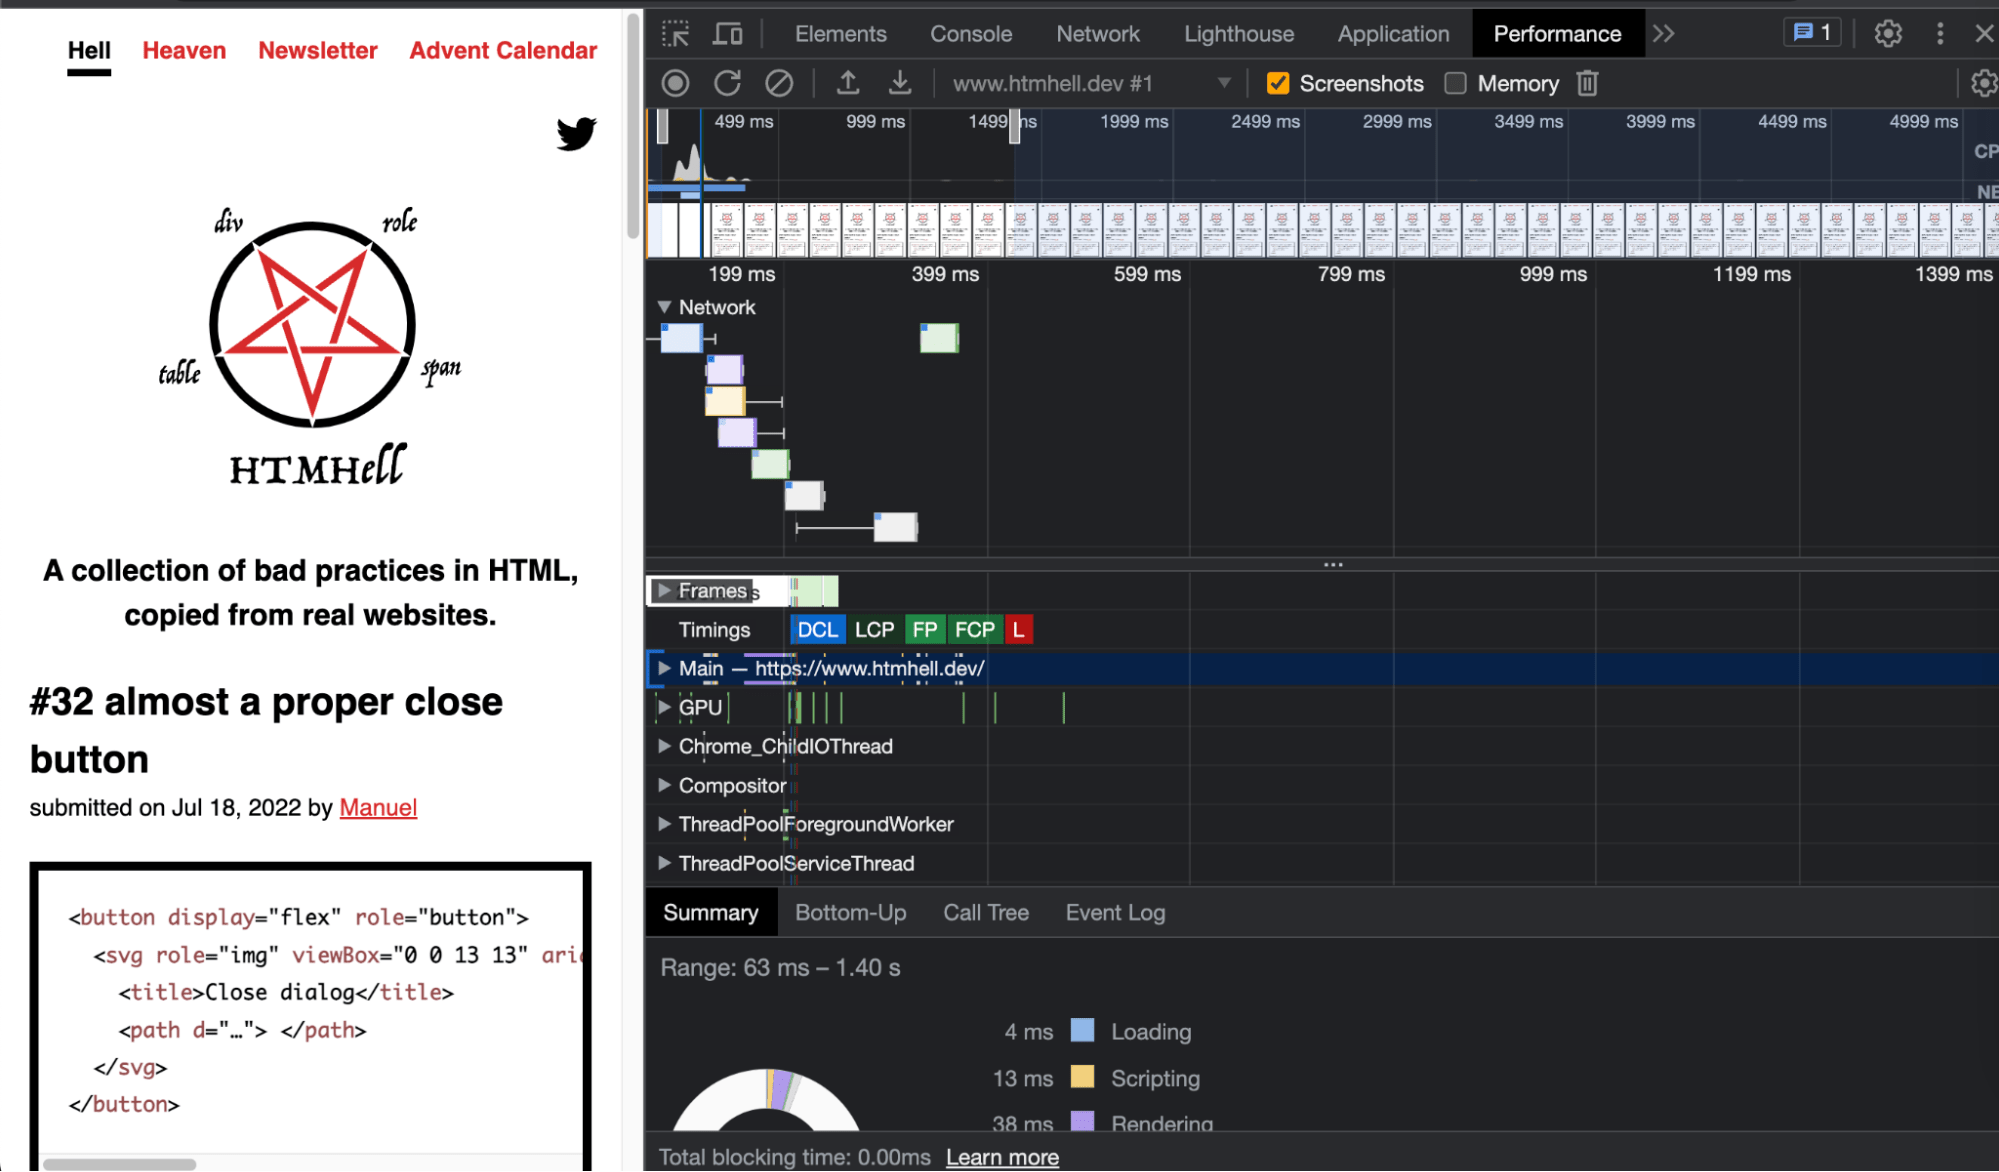 Hell Heaven Newsletter Advent Calendar
div role
table span
HTMHell
A collection of bad practices in HTML,
copied from real websites.
#32 almost a proper close
button
submitted on Jul 18, 2022 by Manuel
<button display="flex" role="button">
<svg role="img" viewBox="0 0 13 13" aric
<title>Close dialog</title>
<path d="…"> </path>
</svg>
</button>
Elements Console Network Lighthouse Application Performance 1
www.htmhell.dev #1 Screenshots Memory
499 ms 999 ms 1499 ms 1999 ms 2499 ms 2999 ms 3499 ms 3999 ms 4499 ms 4999 ms
CP
NE
199 ms 399 ms 599 ms 799 ms 999 ms 1199 ms 1399 ms
Network
Frames
Timings DCL LCP FP FCP L
Main — https://www.htmhell.dev/
GPU
Chrome_ChildIOThread
Compositor
ThreadPoolForegroundWorker
ThreadPoolServiceThread
Summary Bottom-Up Call Tree Event Log
Range: 63 ms – 1.40 s
4 ms Loading
13 ms Scripting
38 ms Rendering
Total blocking time: 0.00ms Learn more